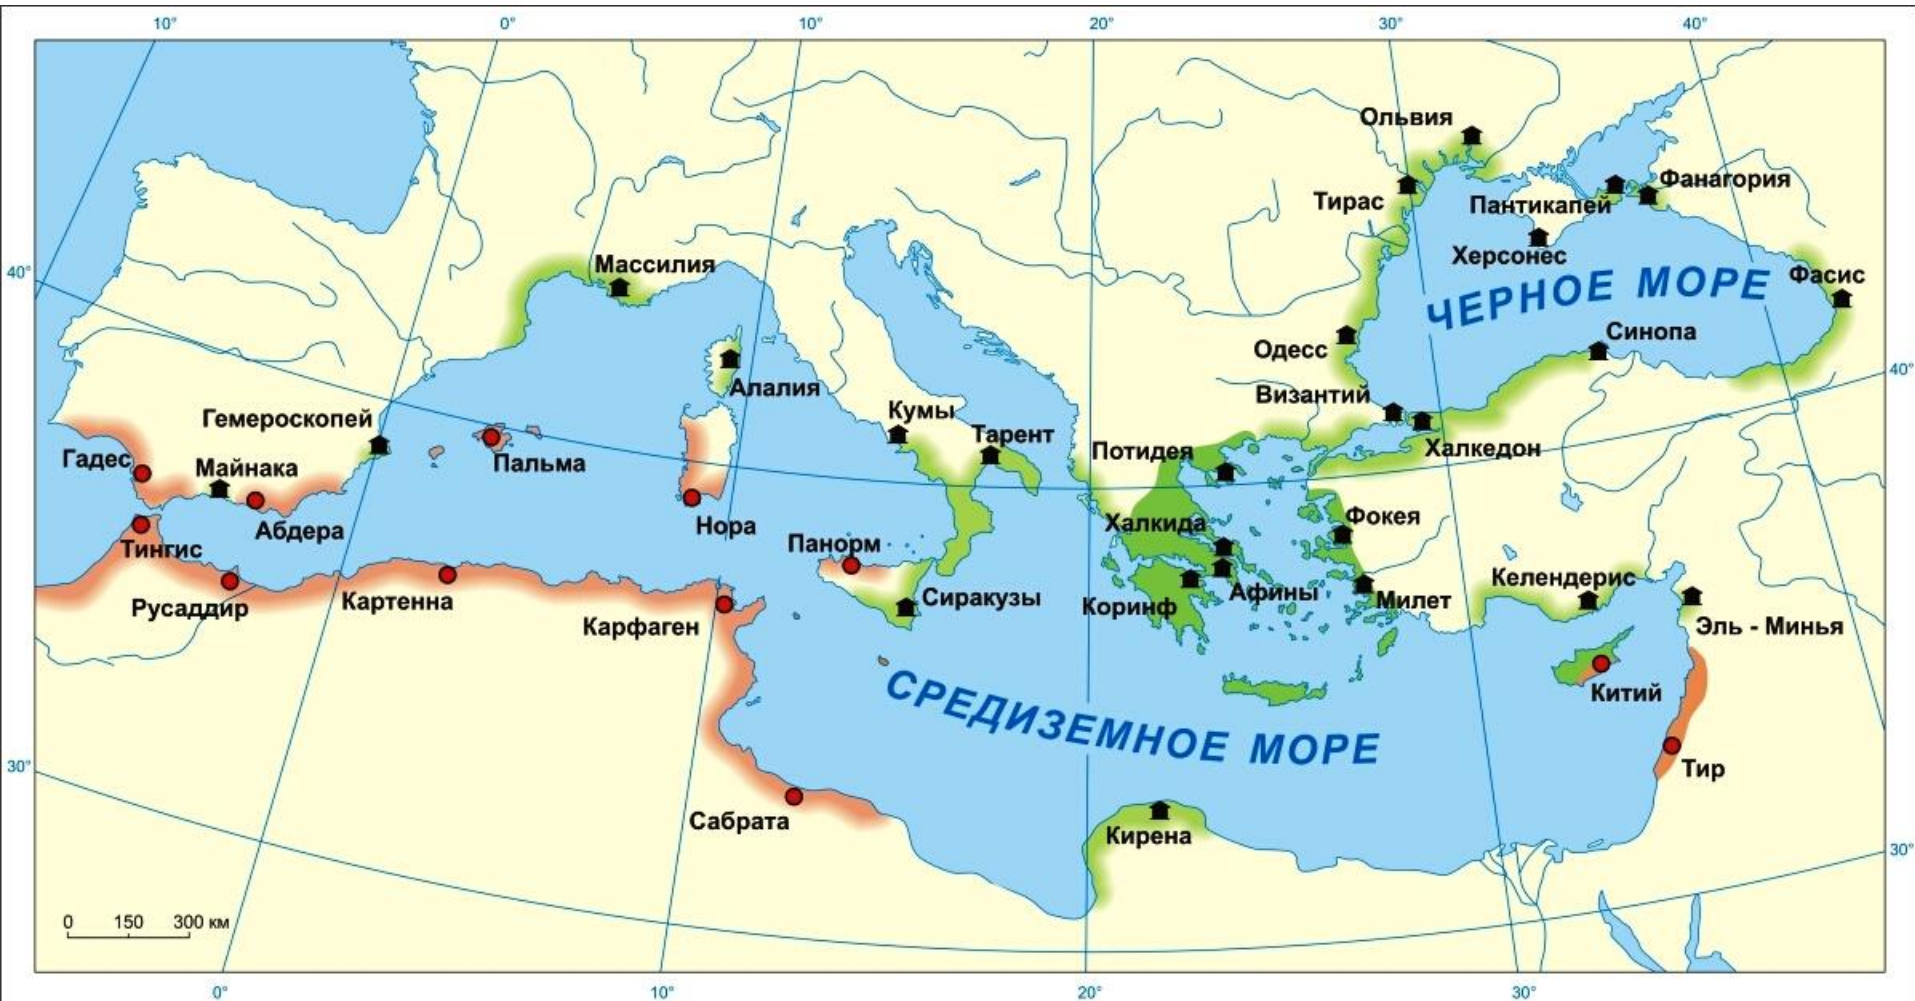 10° 0° 10° 20° 30° 40°
Ольвия
Тирас
Пантикапей
Фанагория
Херсонес
Фасис
ЧЕРНОЕ МОРЕ
Синопа
Одесс
Византий
Халкедон
40°
40°
Массилия
Алалия
Кумы
Тарент
Потидея
Гемероскопей
Гадес
Майнака
Абдера
Пальма
Нора
Тингис
Русаддир
Картенна
Карфаген
Панорм
Сиракузы
Халкида
Фокея
Коринф
Афины
Милет
Келендерис
Эль - Минья
Китий
Тир
СРЕДИЗЕМНОЕ МОРЕ
Сабрата
Кирена
30°
30°
0 150 300 км
0° 10° 20° 30°